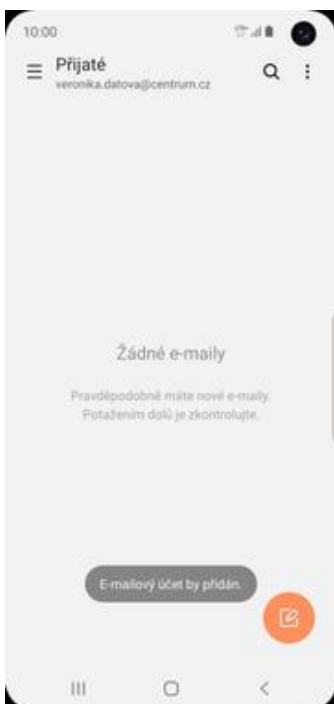 10:00
Přijaté
veronika.datova@centrum.cz
Žádné e-maily
Pravděpodobně máte nové e-maily.
Potažením dolů je zkontrolujte.
E-mailový účet by přidán.